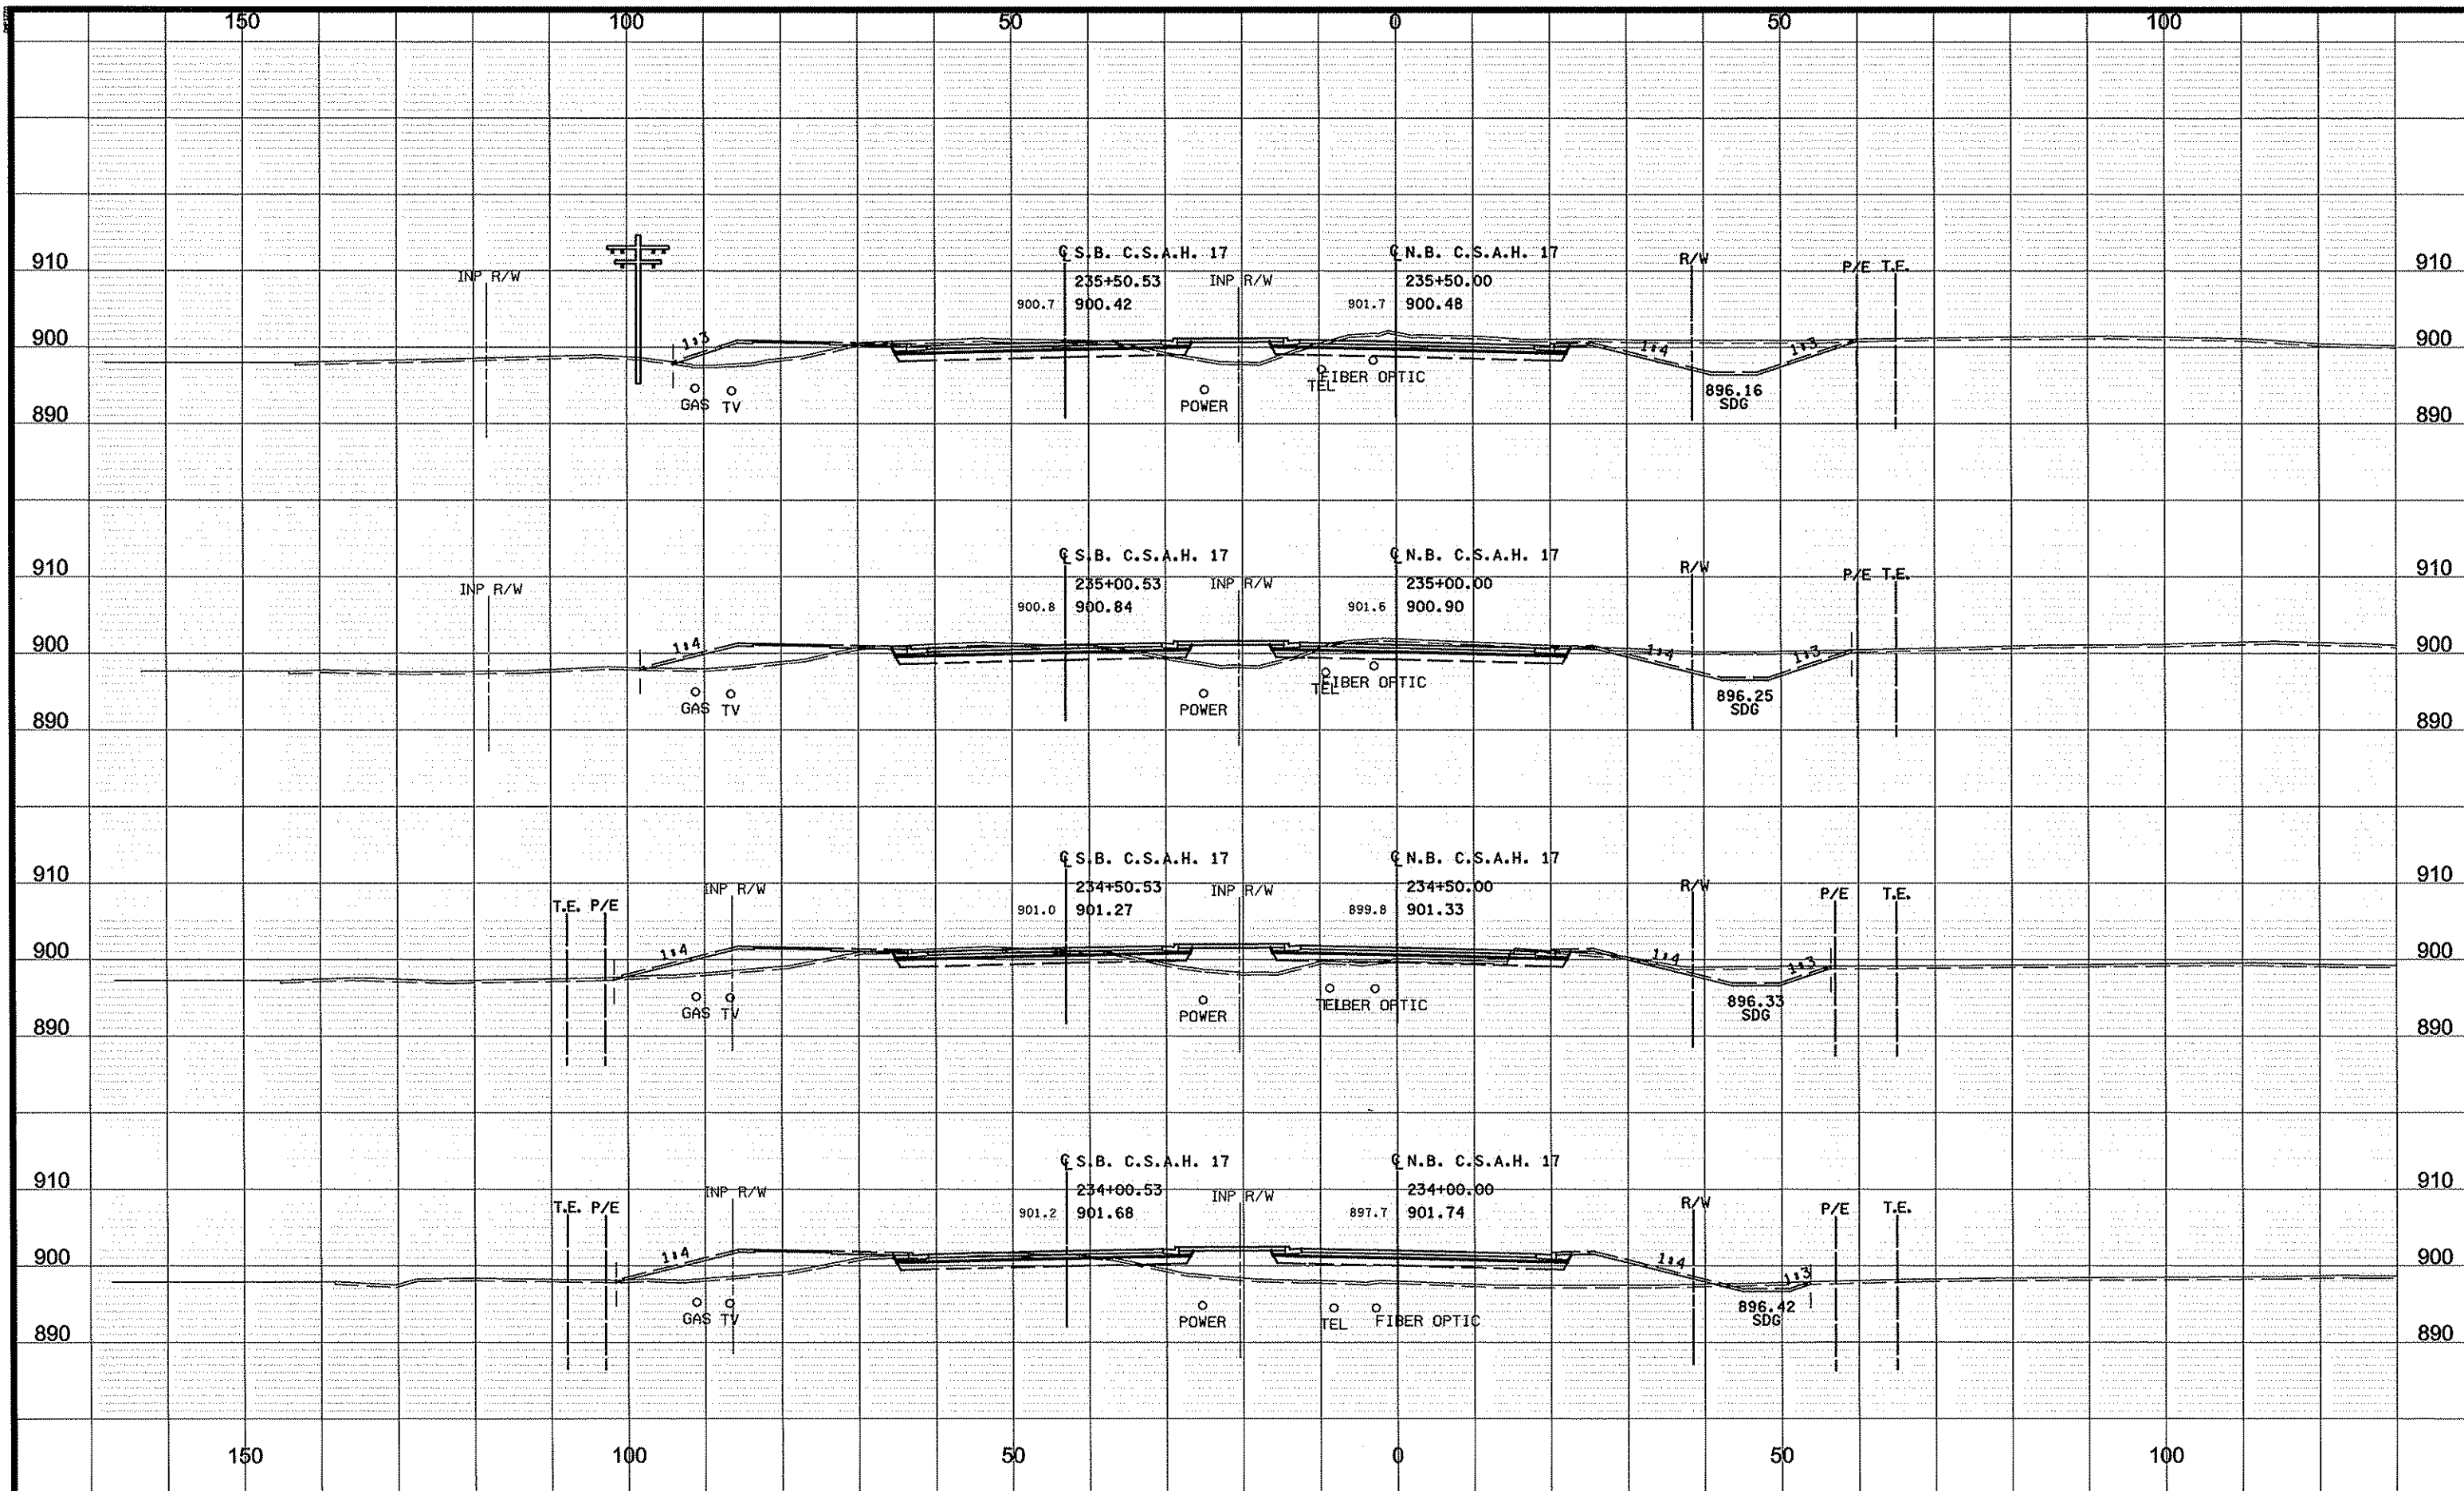 150 100 50 0 50 100
℄ S.B. C.S.A.H. 17 ℄ N.B. C.S.A.H. 17
R/W
910 INP R/W 235+50.53 INP R/W 235+50.00 P/E T.E. 910
900.7 900.42 901.7 900.48
900 1:3 1:4 1:3 900
GAS TV POWER TEL FIBER OPTIC 896.16
SDG
890 890
℄ S.B. C.S.A.H. 17 ℄ N.B. C.S.A.H. 17
R/W
910 INP R/W 235+00.53 INP R/W 235+00.00 P/E T.E. 910
900.8 900.84 901.6 900.90
900 1:4 1:4 1:3 900
GAS TV POWER TEL FIBER OPTIC 896.25
SDG
890 890
℄ S.B. C.S.A.H. 17 ℄ N.B. C.S.A.H. 17
910 INP R/W 234+50.53 INP R/W 234+50.00 R/W 910
T.E. P/E 901.0 901.27 899.8 901.33 P/E T.E.
900 1:4 1:4 1:3 900
GAS TV POWER TEL FIBER OPTIC 896.33
SDG
890 890
℄ S.B. C.S.A.H. 17 ℄ N.B. C.S.A.H. 17
910 INP R/W 234+00.53 INP R/W 234+00.00 R/W 910
T.E. P/E 901.2 901.68 897.7 901.74 P/E T.E.
900 1:4 1:4 1:3 900
GAS TV POWER TEL FIBER OPTIC 896.42
SDG
890 890
150 100 50 0 50 100